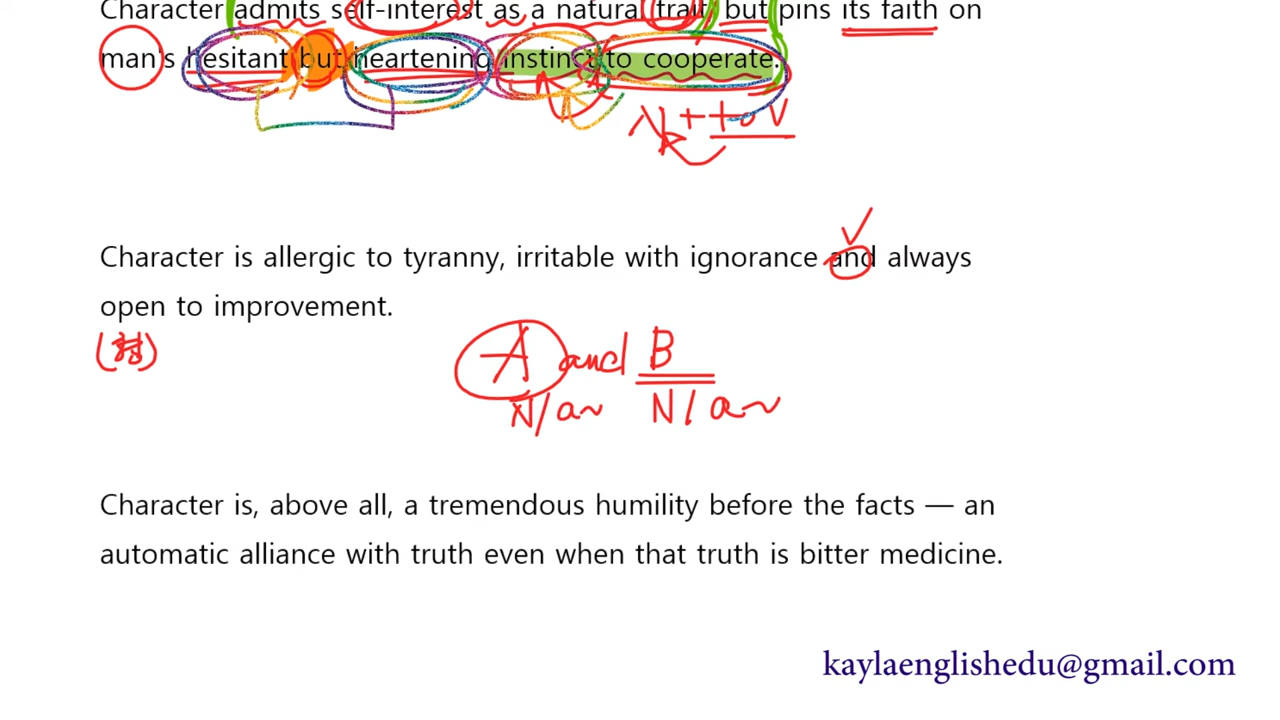 Character admits self-interest as a natural trait, but pins its faith on
man's hesitant but heartening instinct to cooperate.
N + to V
Character is allergic to tyranny, irritable with ignorance and always
open to improvement.
(형)
A and B
N/a~ N/a~
Character is, above all, a tremendous humility before the facts — an
automatic alliance with truth even when that truth is bitter medicine.
kaylaenglishedu@gmail.com